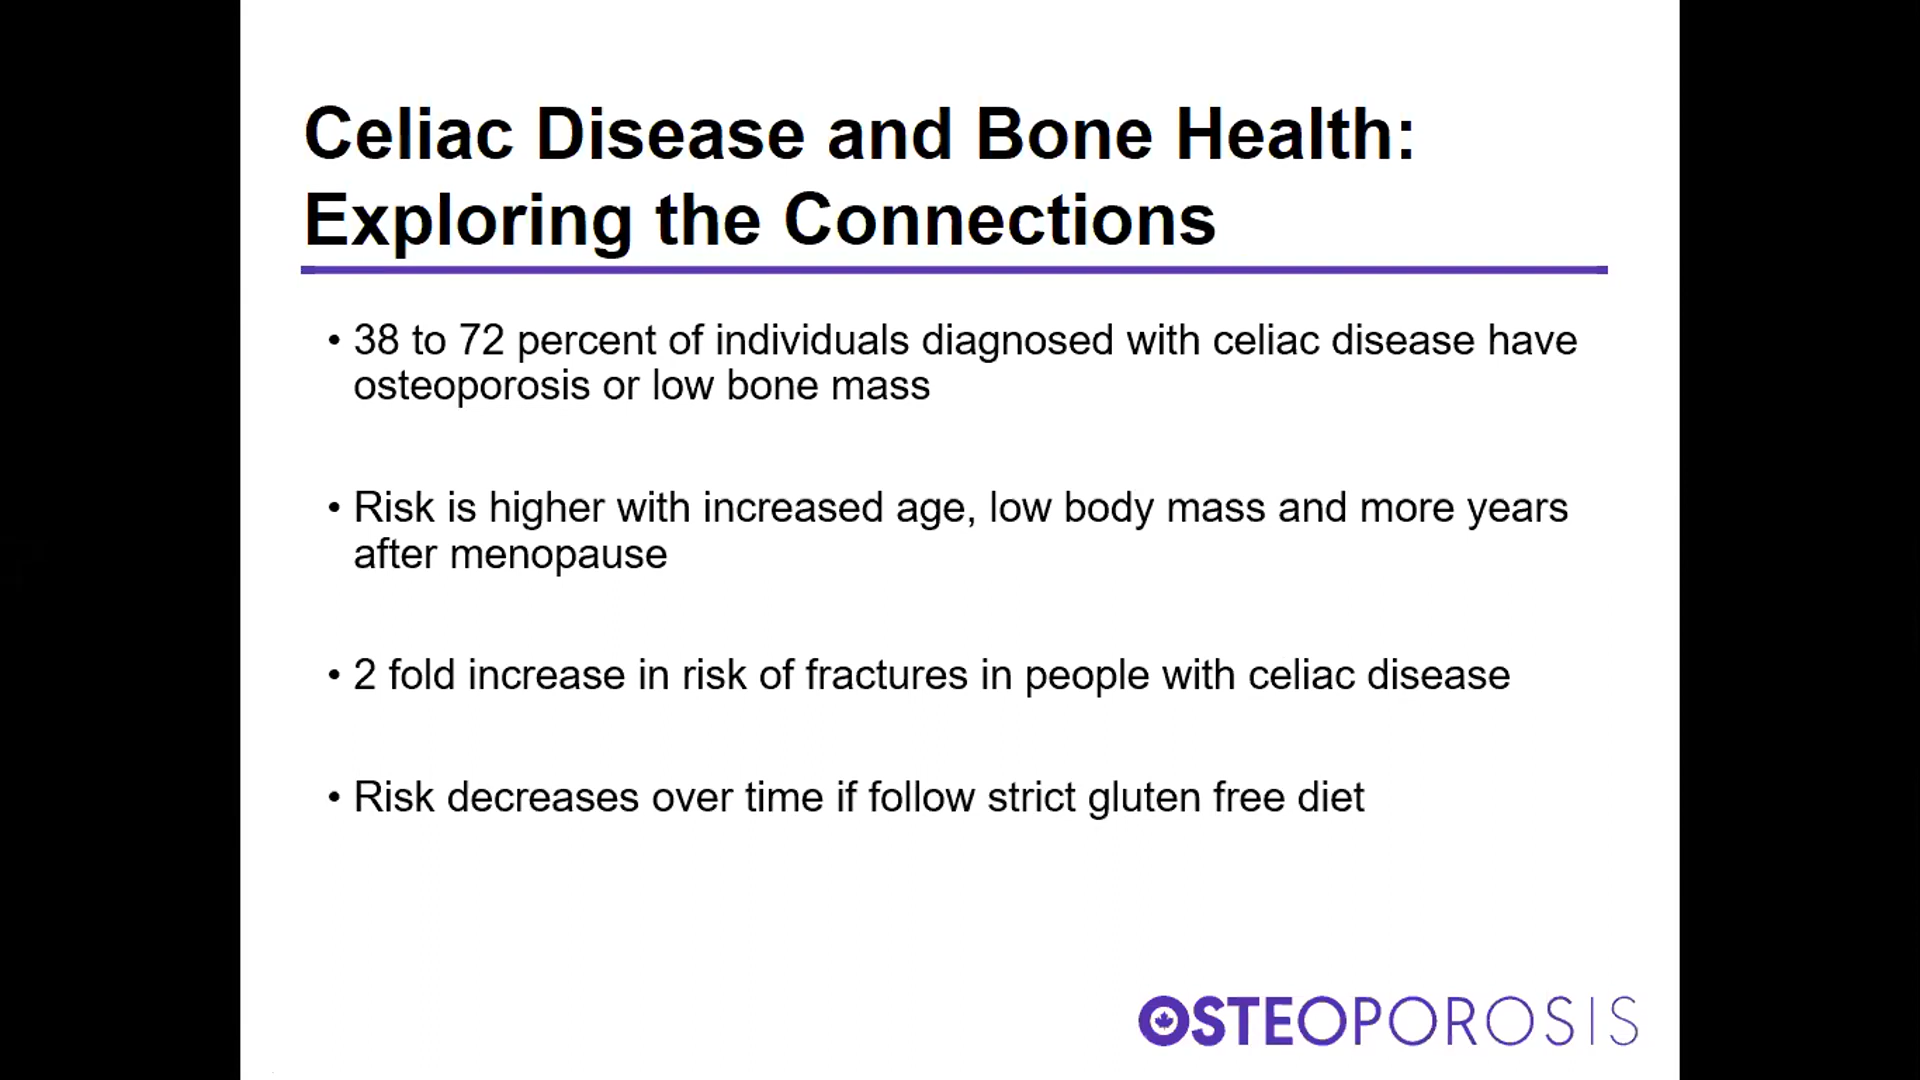 Celiac Disease and Bone Health:
Exploring the Connections
• 38 to 72 percent of individuals diagnosed with celiac disease have
osteoporosis or low bone mass
• Risk is higher with increased age, low body mass and more years
after menopause
• 2 fold increase in risk of fractures in people with celiac disease
• Risk decreases over time if follow strict gluten free diet
OSTEOPOROSIS